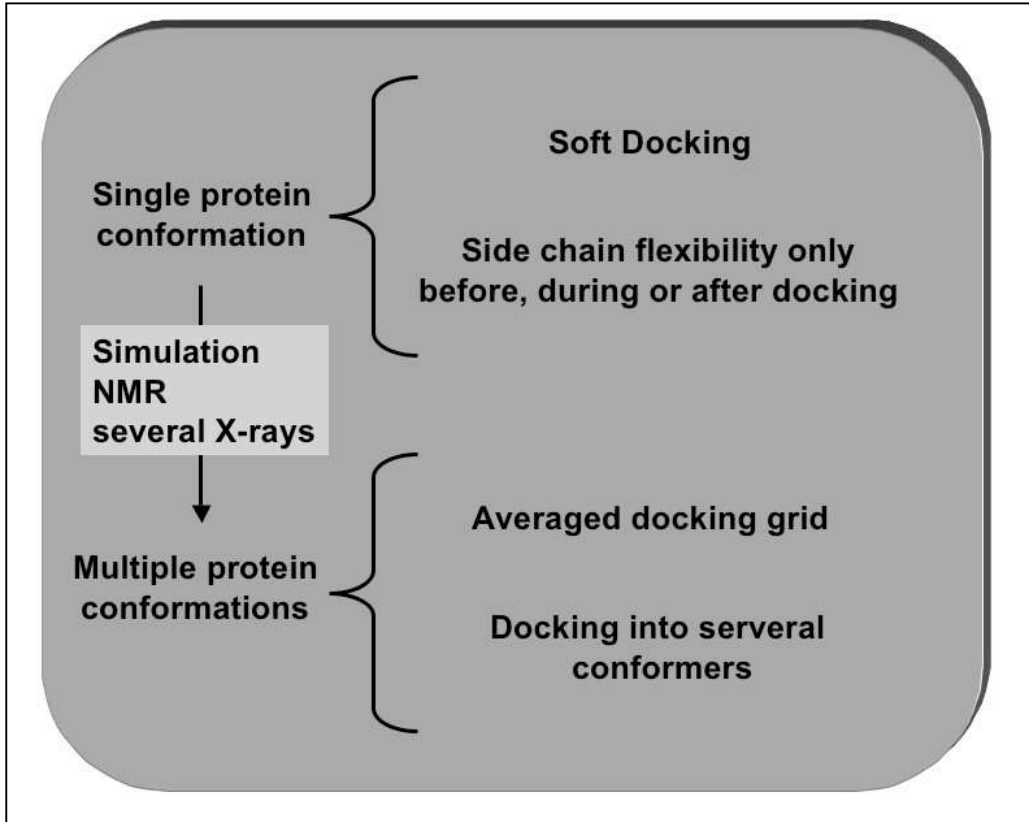 Single protein
conformation
Soft Docking
Side chain flexibility only
before, during or after docking
Simulation
NMR
several X-rays
Multiple protein
conformations
Averaged docking grid
Docking into serveral
conformers